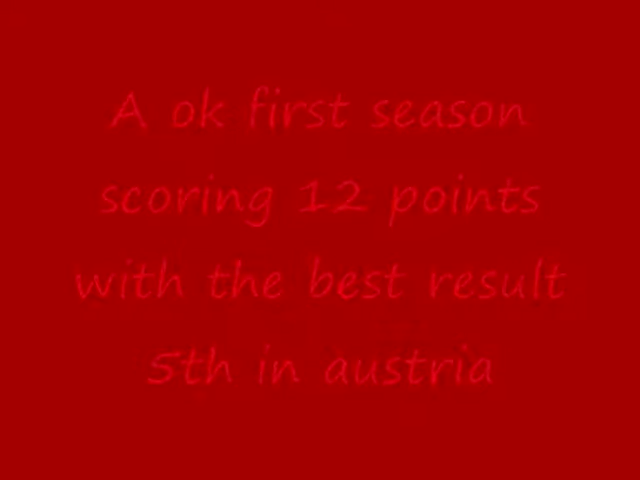 A ok first season
scoring 12 points
with the best result
5th in austria